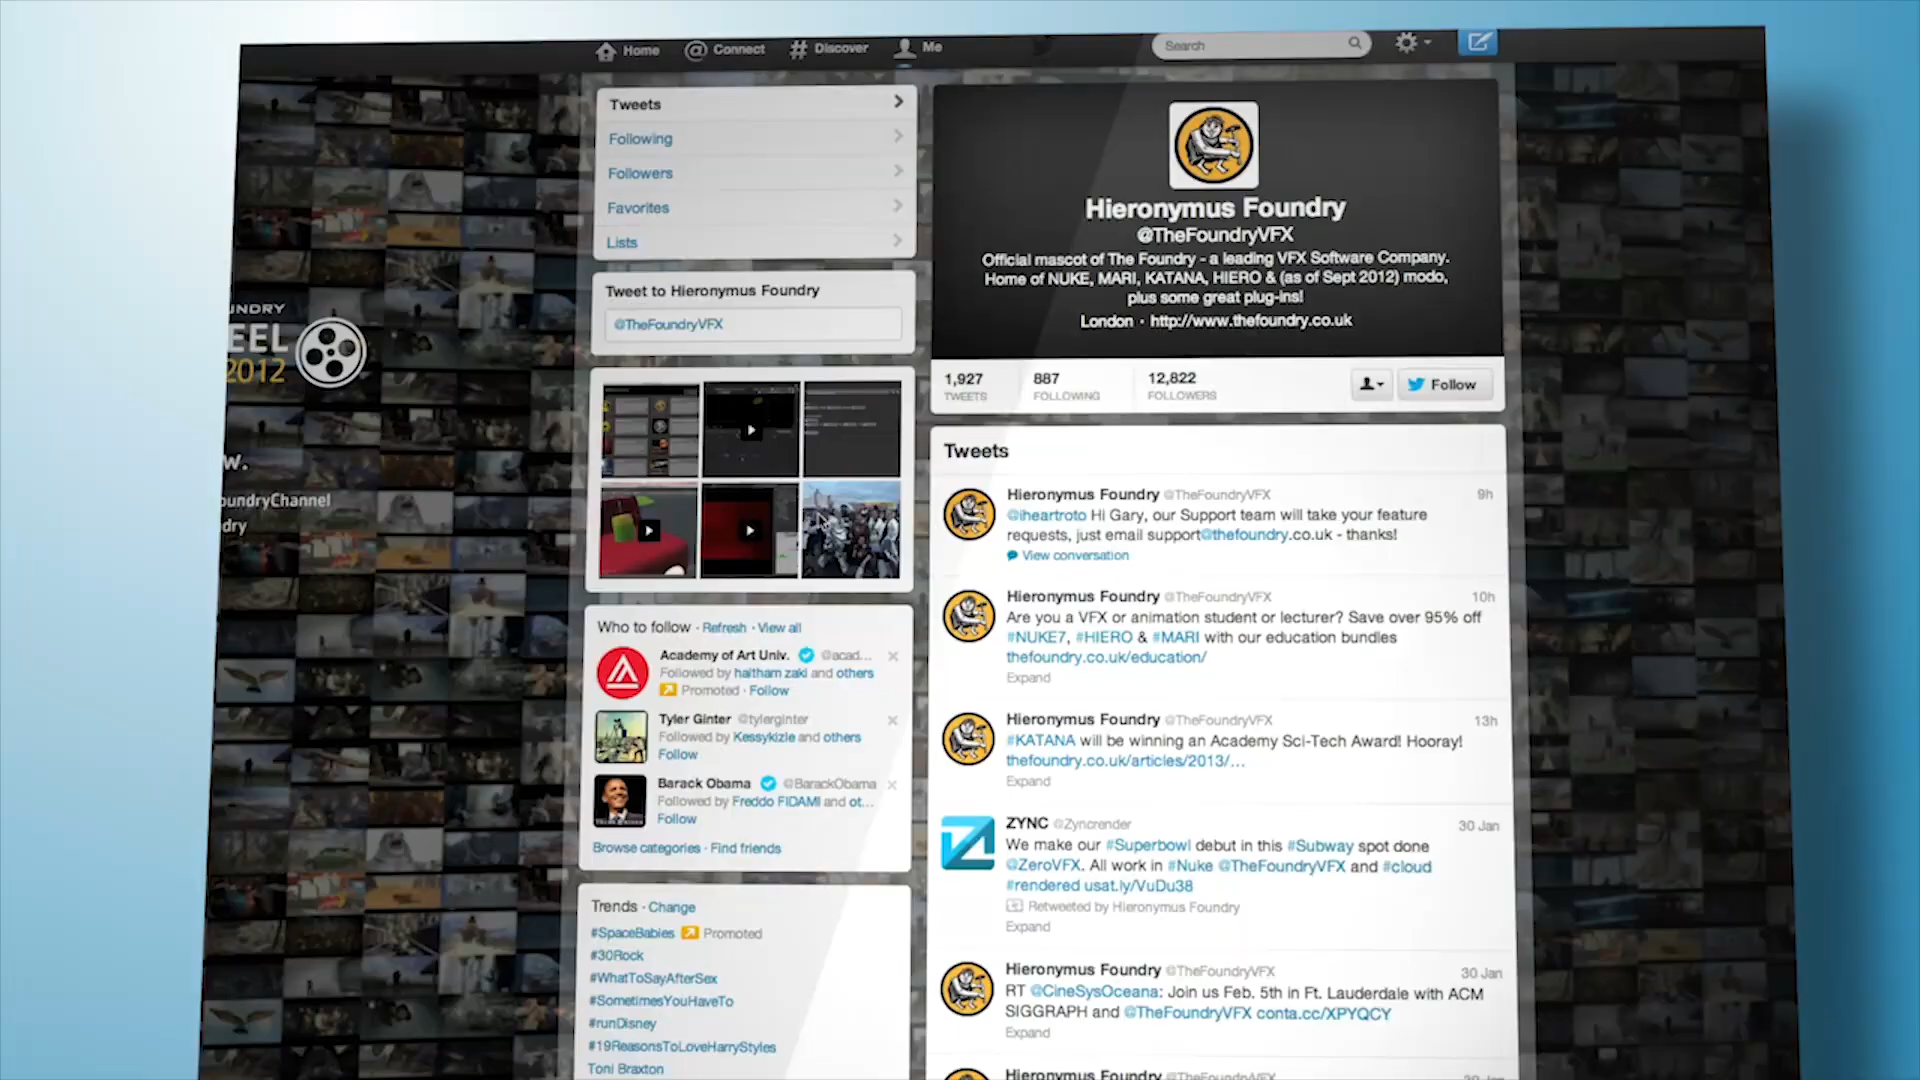 Home
Connect
Discover
Me
Search
UNDRY
EEL
2012
w.
oundryChannel
dry
Tweets
Following
Followers
Favorites
Lists
Tweet to Hieronymus Foundry
@TheFoundryVFX
Who to follow · Refresh · View all
Academy of Art Univ. @acad...
Followed by haitham zaki and others
Promoted · Follow
Tyler Ginter @tylerginter
Followed by Kessykizle and others
Follow
Barack Obama @BarackObama
Followed by Freddo FIDAMI and ot...
Follow
Browse categories · Find friends
Trends · Change
#SpaceBabies Promoted
#30Rock
#WhatToSayAfterSex
#SometimesYouHaveTo
#runDisney
#19ReasonsToLoveHarryStyles
Toni Braxton
Hieronymus Foundry
@TheFoundryVFX
Official mascot of The Foundry - a leading VFX Software Company.
Home of NUKE, MARI, KATANA, HIERO & (as of Sept 2012) modo,
plus some great plug-ins!
London · http://www.thefoundry.co.uk
1,927 887 12,822
TWEETS FOLLOWING FOLLOWERS
Follow
Tweets
Hieronymus Foundry @TheFoundryVFX 9h
@iheartroto Hi Gary, our Support team will take your feature
requests, just email support@thefoundry.co.uk - thanks!
View conversation
Hieronymus Foundry @TheFoundryVFX 10h
Are you a VFX or animation student or lecturer? Save over 95% off
#NUKE7, #HIERO & #MARI with our education bundles
thefoundry.co.uk/education/
Expand
Hieronymus Foundry @TheFoundryVFX 13h
#KATANA will be winning an Academy Sci-Tech Award! Hooray!
thefoundry.co.uk/articles/2013/...
Expand
ZYNC @Zyncrender 30 Jan
We make our #Superbowl debut in this #Subway spot done
@ZeroVFX. All work in #Nuke @TheFoundryVFX and #cloud
#rendered usat.ly/VuDu38
Retweeted by Hieronymus Foundry
Expand
Hieronymus Foundry @TheFoundryVFX 30 Jan
RT @CineSysOceana: Join us Feb. 5th in Ft. Lauderdale with ACM
SIGGRAPH and @TheFoundryVFX conta.cc/XPYQCY
Expand
Hieronymus Foundry @TheFoundryVFX